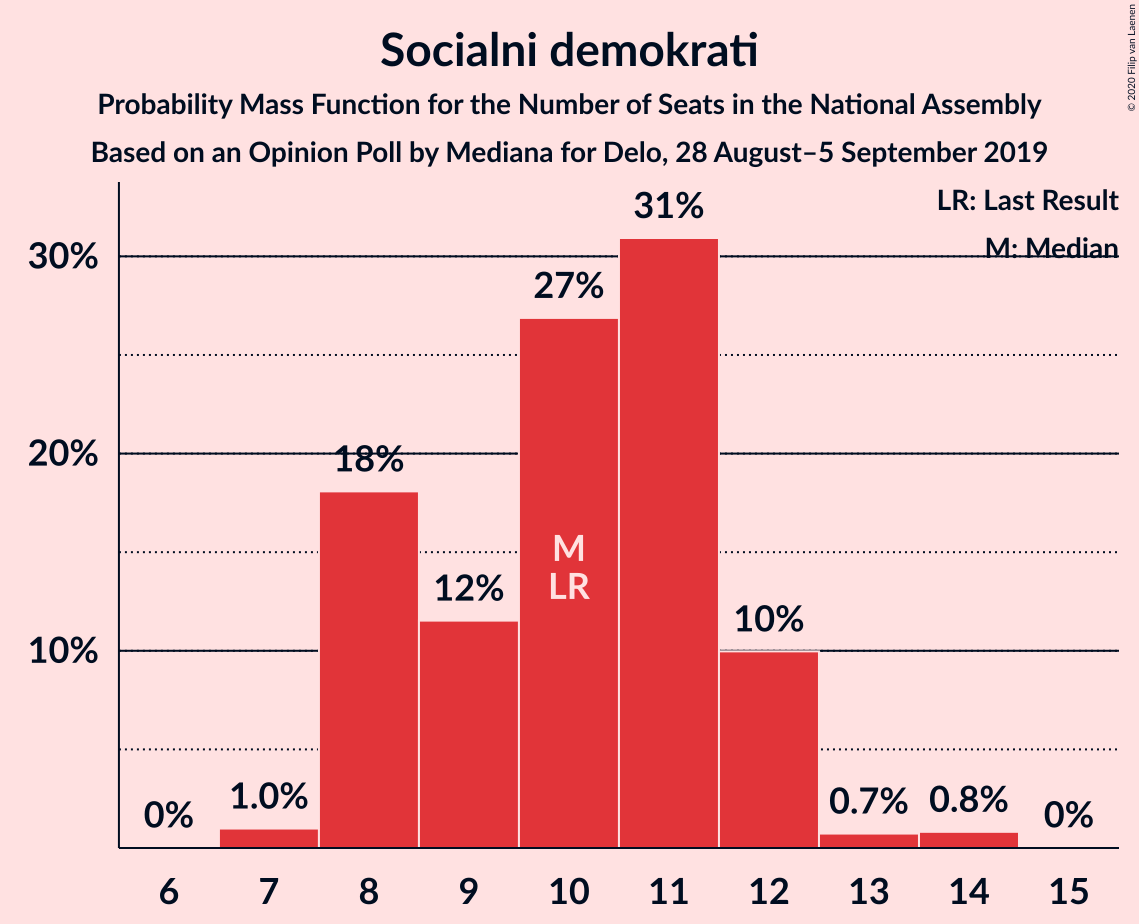 Socialni demokrati
Probability Mass Function for the Number of Seats in the National Assembly
Based on an Opinion Poll by Mediana for Delo, 28 August–5 September 2019
© 2020 Filip van Laenen
LR: Last Result
M: Median
30%
20%
10%
0%
1.0%
18%
12%
27%
31%
10%
0.7%
0.8%
0%
M
LR
6 7 8 9 10 11 12 13 14 15